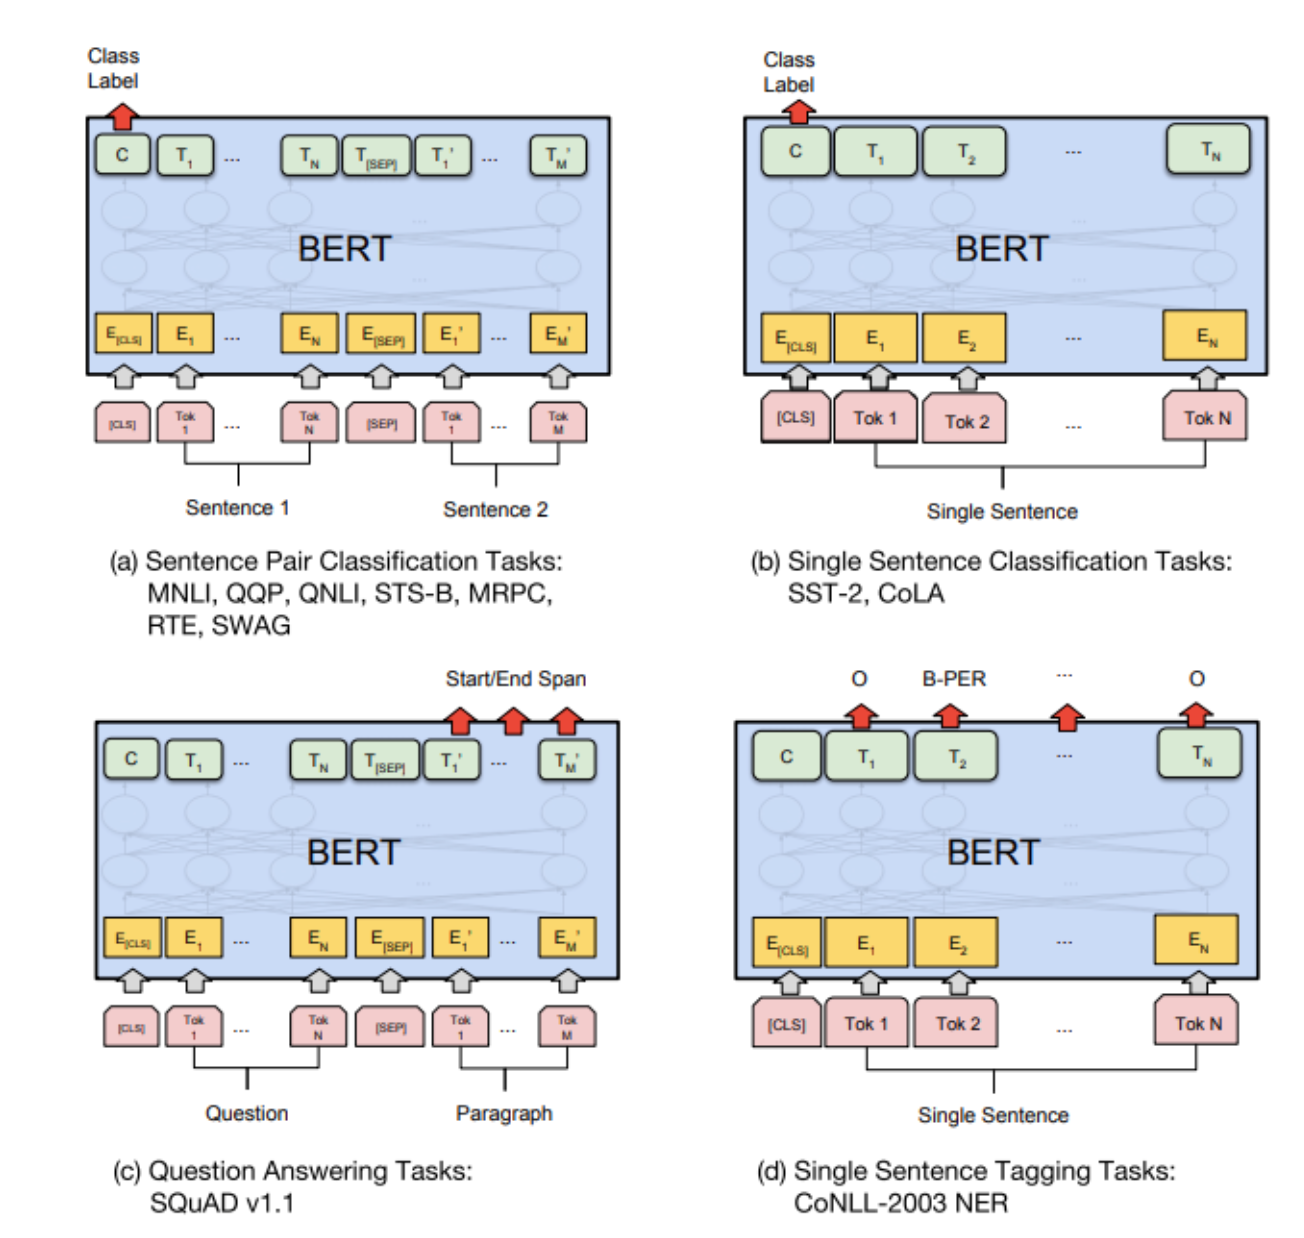 Class
Label
C T1 ... TN T[SEP] T1' ... TM'
...
BERT
...
E[CLS] E1 ... EN E[SEP] E1' ... EM'
[CLS] Tok 1 ... Tok N [SEP] Tok 1 ... Tok M
Sentence 1 Sentence 2
(a) Sentence Pair Classification Tasks:
MNLI, QQP, QNLI, STS-B, MRPC,
RTE, SWAG
Class
Label
C T1 T2 ... TN
...
BERT
...
E[CLS] E1 E2 ... EN
[CLS] Tok 1 Tok 2 ... Tok N
Single Sentence
(b) Single Sentence Classification Tasks:
SST-2, CoLA
Start/End Span
C T1 ... TN T[SEP] T1' ... TM'
...
BERT
...
E[CLS] E1 ... EN E[SEP] E1' ... EM'
[CLS] Tok 1 ... Tok N [SEP] Tok 1 ... Tok M
Question Paragraph
(c) Question Answering Tasks:
SQuAD v1.1
O B-PER ... O
C T1 T2 ... TN
...
BERT
...
E[CLS] E1 E2 ... EN
[CLS] Tok 1 Tok 2 ... Tok N
Single Sentence
(d) Single Sentence Tagging Tasks:
CoNLL-2003 NER